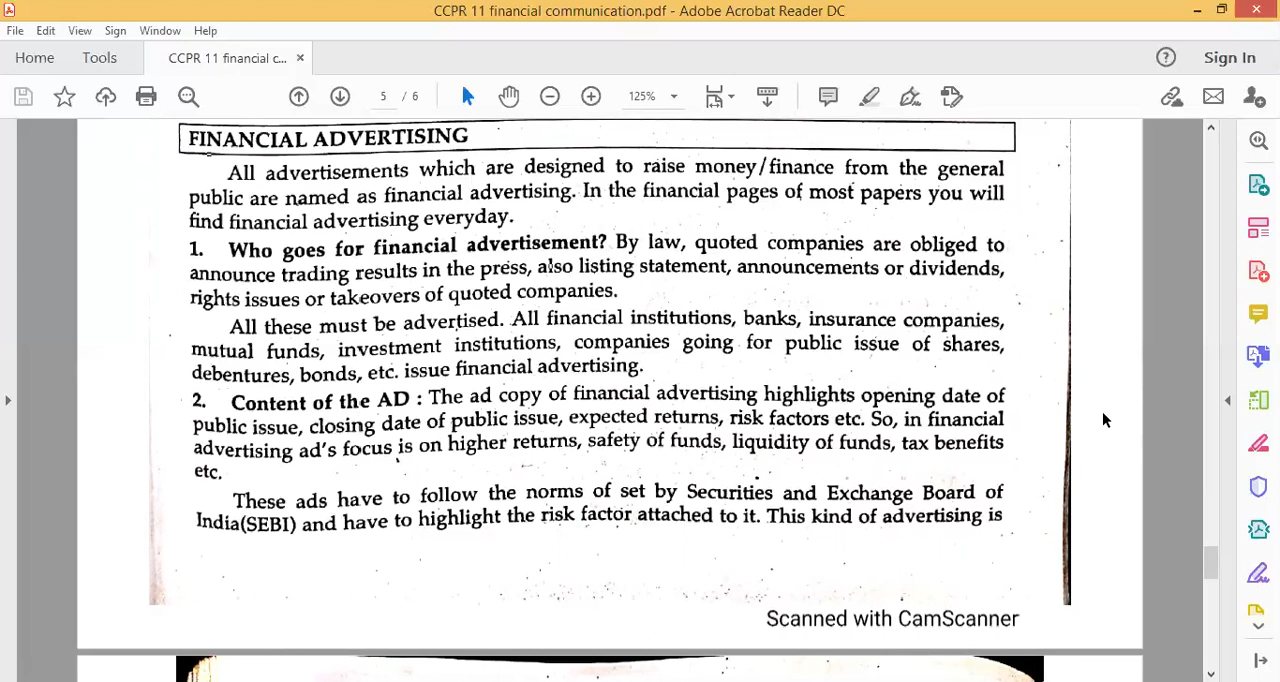 CCPR 11 financial communication.pdf - Adobe Acrobat Reader DC
File Edit View Sign Window Help
Home Tools CCPR 11 financial c... × Sign In
5 / 6 125%
FINANCIAL ADVERTISING
All advertisements which are designed to raise money/finance from the general
public are named as financial advertising. In the financial pages of most papers you will
find financial advertising everyday.
1. Who goes for financial advertisement? By law, quoted companies are obliged to
announce trading results in the press, also listing statement, announcements or dividends,
rights issues or takeovers of quoted companies.
All these must be advertised. All financial institutions, banks, insurance companies,
mutual funds, investment institutions, companies going for public issue of shares,
debentures, bonds, etc. issue financial advertising.
2. Content of the AD : The ad copy of financial advertising highlights opening date of
public issue, closing date of public issue, expected returns, risk factors etc. So, in financial
advertising ad's focus is on higher returns, safety of funds, liquidity of funds, tax benefits
etc.
These ads have to follow the norms of set by Securities and Exchange Board of
India(SEBI) and have to highlight the risk factor attached to it. This kind of advertising is
Scanned with CamScanner